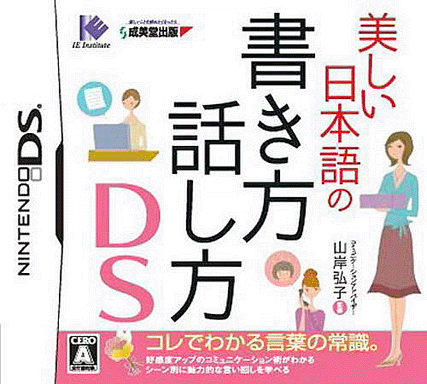 NINTENDO DS™
IE Institute
成美堂出版
美しい
日本語の
書き方
話し方
DS
コミュニケーションアドバイザー
山岸弘子
監修
コレでわかる言葉の常識。
好感度アップのコミュニケーション術がわかる
シーン別に魅力的な言い回しを学べる
CERO
A